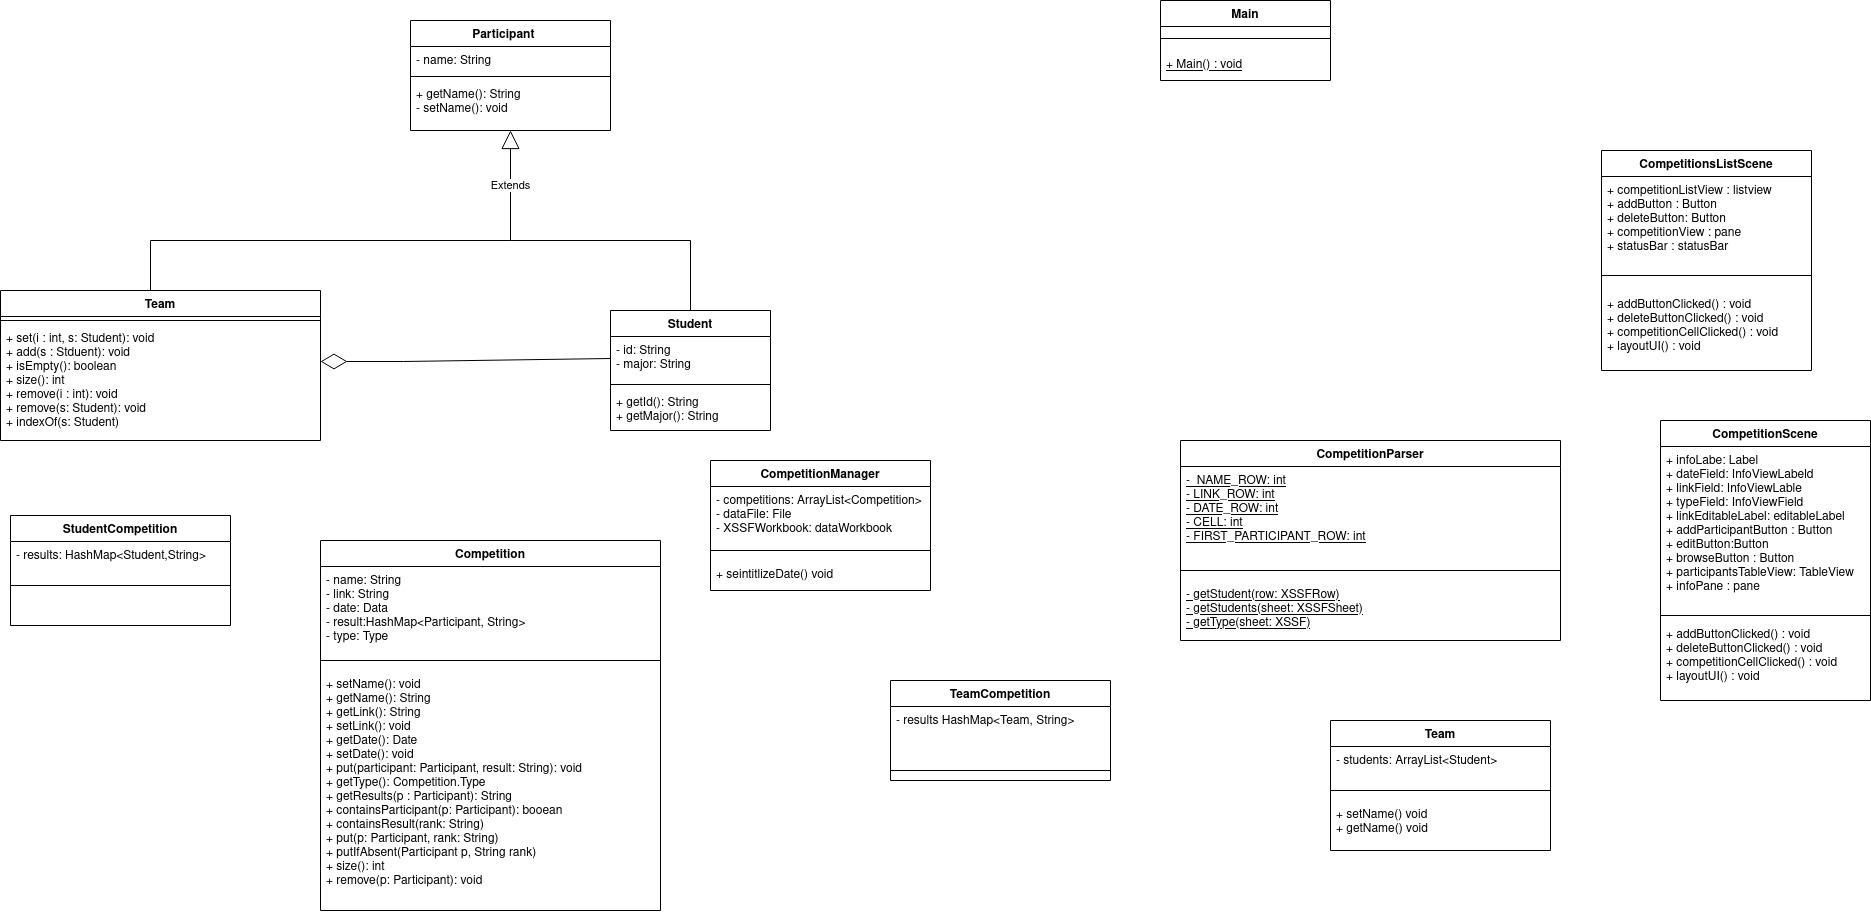 Participant
- name: String
+ getName(): String
- setName(): void
Extends
Main
+ Main() : void
CompetitionsListScene
+ competitionListView : listview
+ addButton : Button
+ deleteButton: Button
+ competitionView : pane
+ statusBar : statusBar
+ addButtonClicked() : void
+ deleteButtonClicked() : void
+ competitionCellClicked() : void
+ layoutUI() : void
Team
+ set(i : int, s: Student): void
+ add(s : Stduent): void
+ isEmpty(): boolean
+ size(): int
+ remove(i : int): void
+ remove(s: Student): void
+ indexOf(s: Student)
Student
- id: String
- major: String
+ getId(): String
+ getMajor(): String
CompetitionManager
- competitions: ArrayList<Competition>
- dataFile: File
- XSSFWorkbook: dataWorkbook
+ seintitlizeDate() void
CompetitionParser
-  NAME_ROW: int
- LINK_ROW: int
- DATE_ROW: int
- CELL: int
- FIRST_PARTICIPANT_ROW: int
- getStudent(row: XSSFRow)
- getStudents(sheet: XSSFSheet)
- getType(sheet: XSSF)
CompetitionScene
+ infoLabe: Label
+ dateField: InfoViewLabeld
+ linkField: InfoViewLable
+ typeField: InfoViewField
+ linkEditableLabel: editableLabel
+ addParticipantButton : Button
+ editButton:Button
+ browseButton : Button
+ participantsTableView: TableView
+ infoPane : pane
+ addButtonClicked() : void
+ deleteButtonClicked() : void
+ competitionCellClicked() : void
+ layoutUI() : void
StudentCompetition
- results: HashMap<Student,String>
Competition
- name: String
- link: String
- date: Data
- result:HashMap<Participant, String>
- type: Type
+ setName(): void
+ getName(): String
+ getLink(): String
+ setLink(): void
+ getDate(): Date
+ setDate(): void
+ put(participant: Participant, result: String): void
+ getType(): Competition.Type
+ getResults(p : Participant): String
+ containsParticipant(p: Participant): booean
+ containsResult(rank: String)
+ put(p: Participant, rank: String)
+ putIfAbsent(Participant p, String rank)
+ size(): int
+ remove(p: Participant): void
TeamCompetition
- results HashMap<Team, String>
Team
- students: ArrayList<Student>
+ setName() void
+ getName() void